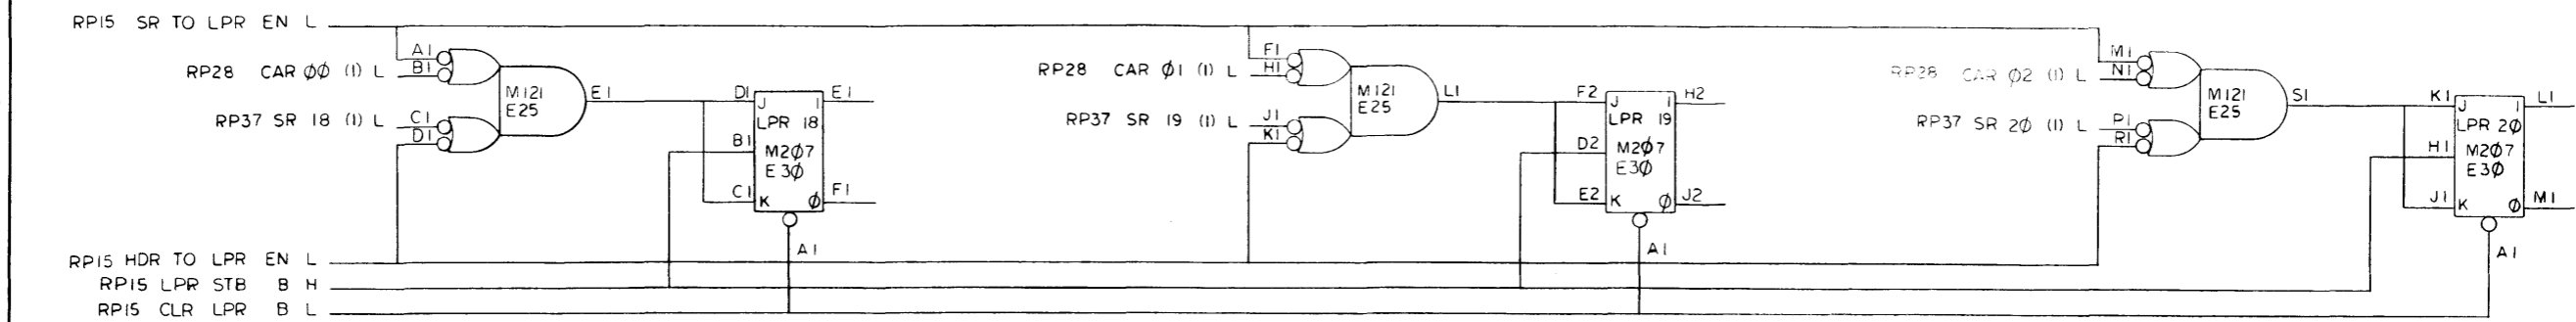 RP15 SR TO LPR EN L
A1
B1
RP28 CAR ØØ (1) L
M121
E25
E1
C1
D1
RP37 SR 18 (1) L
D1
J
1
E1
LPR 18
B1
M2Ø7
E3Ø
C1
K
Ø
F1
A1
F1
H1
RP28 CAR Ø1 (1) L
M121
E25
L1
J1
K1
RP37 SR 19 (1) L
F2
J
1
H2
LPR 19
D2
M2Ø7
E3Ø
E2
K
Ø
J2
A1
M1
N1
RP28 CAR Ø2 (1) L
M121
E25
S1
P1
R1
RP37 SR 2Ø (1) L
K1
J
1
L1
LPR 2Ø
H1
M2Ø7
E3Ø
J1
K
Ø
M1
A1
RP15 HDR TO LPR EN L
RP15 LPR STB B H
RP15 CLR LPR B L